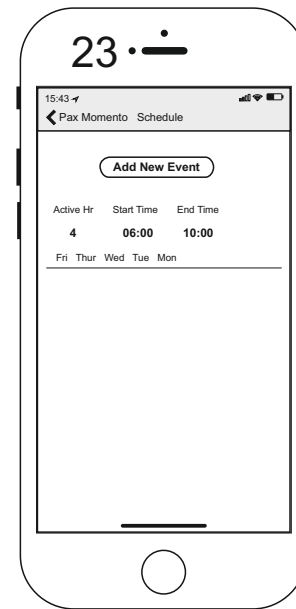 23
15:43
Pax Momento Schedule
Add New Event
Active Hr Start Time End Time
4 06:00 10:00
Fri Thur Wed Tue Mon